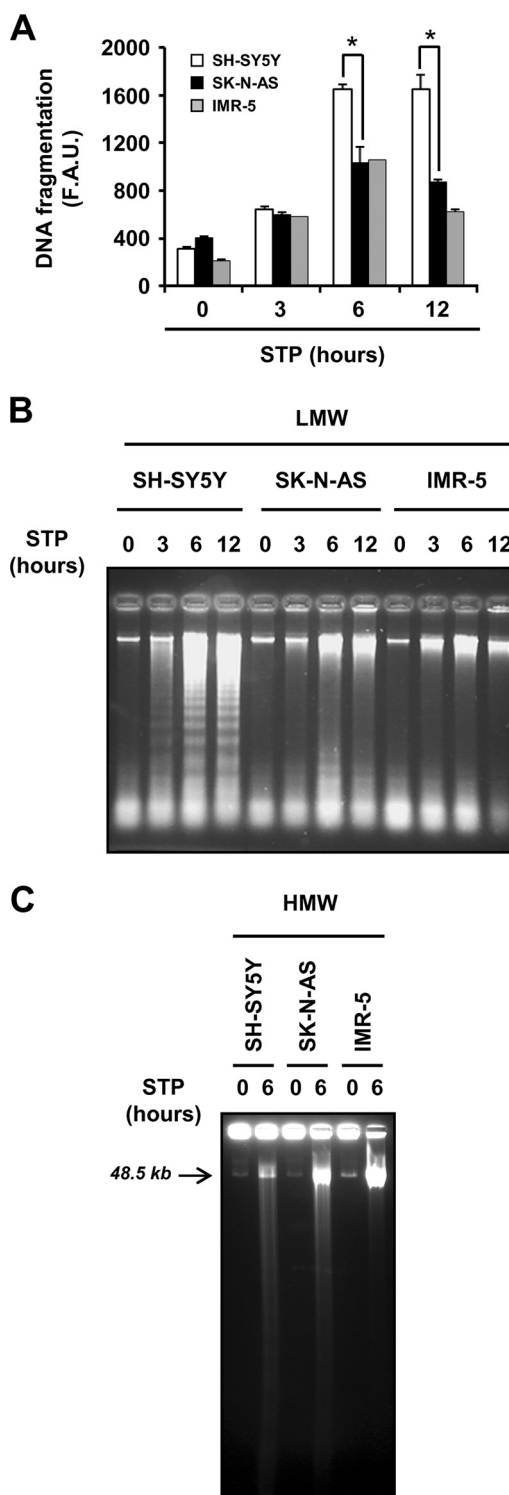 A
DNA fragmentation
(F.A.U.)
2000
1600
1200
800
400
0
SH-SY5Y
SK-N-AS
IMR-5
*
*
0 3 6 12
STP (hours)
B
LMW
SH-SY5Y SK-N-AS IMR-5
STP
(hours)
0 3 6 12 0 3 6 12 0 3 6 12
C
HMW
SH-SY5Y
SK-N-AS
IMR-5
STP
(hours)
0 6 0 6 0 6
48.5 kb